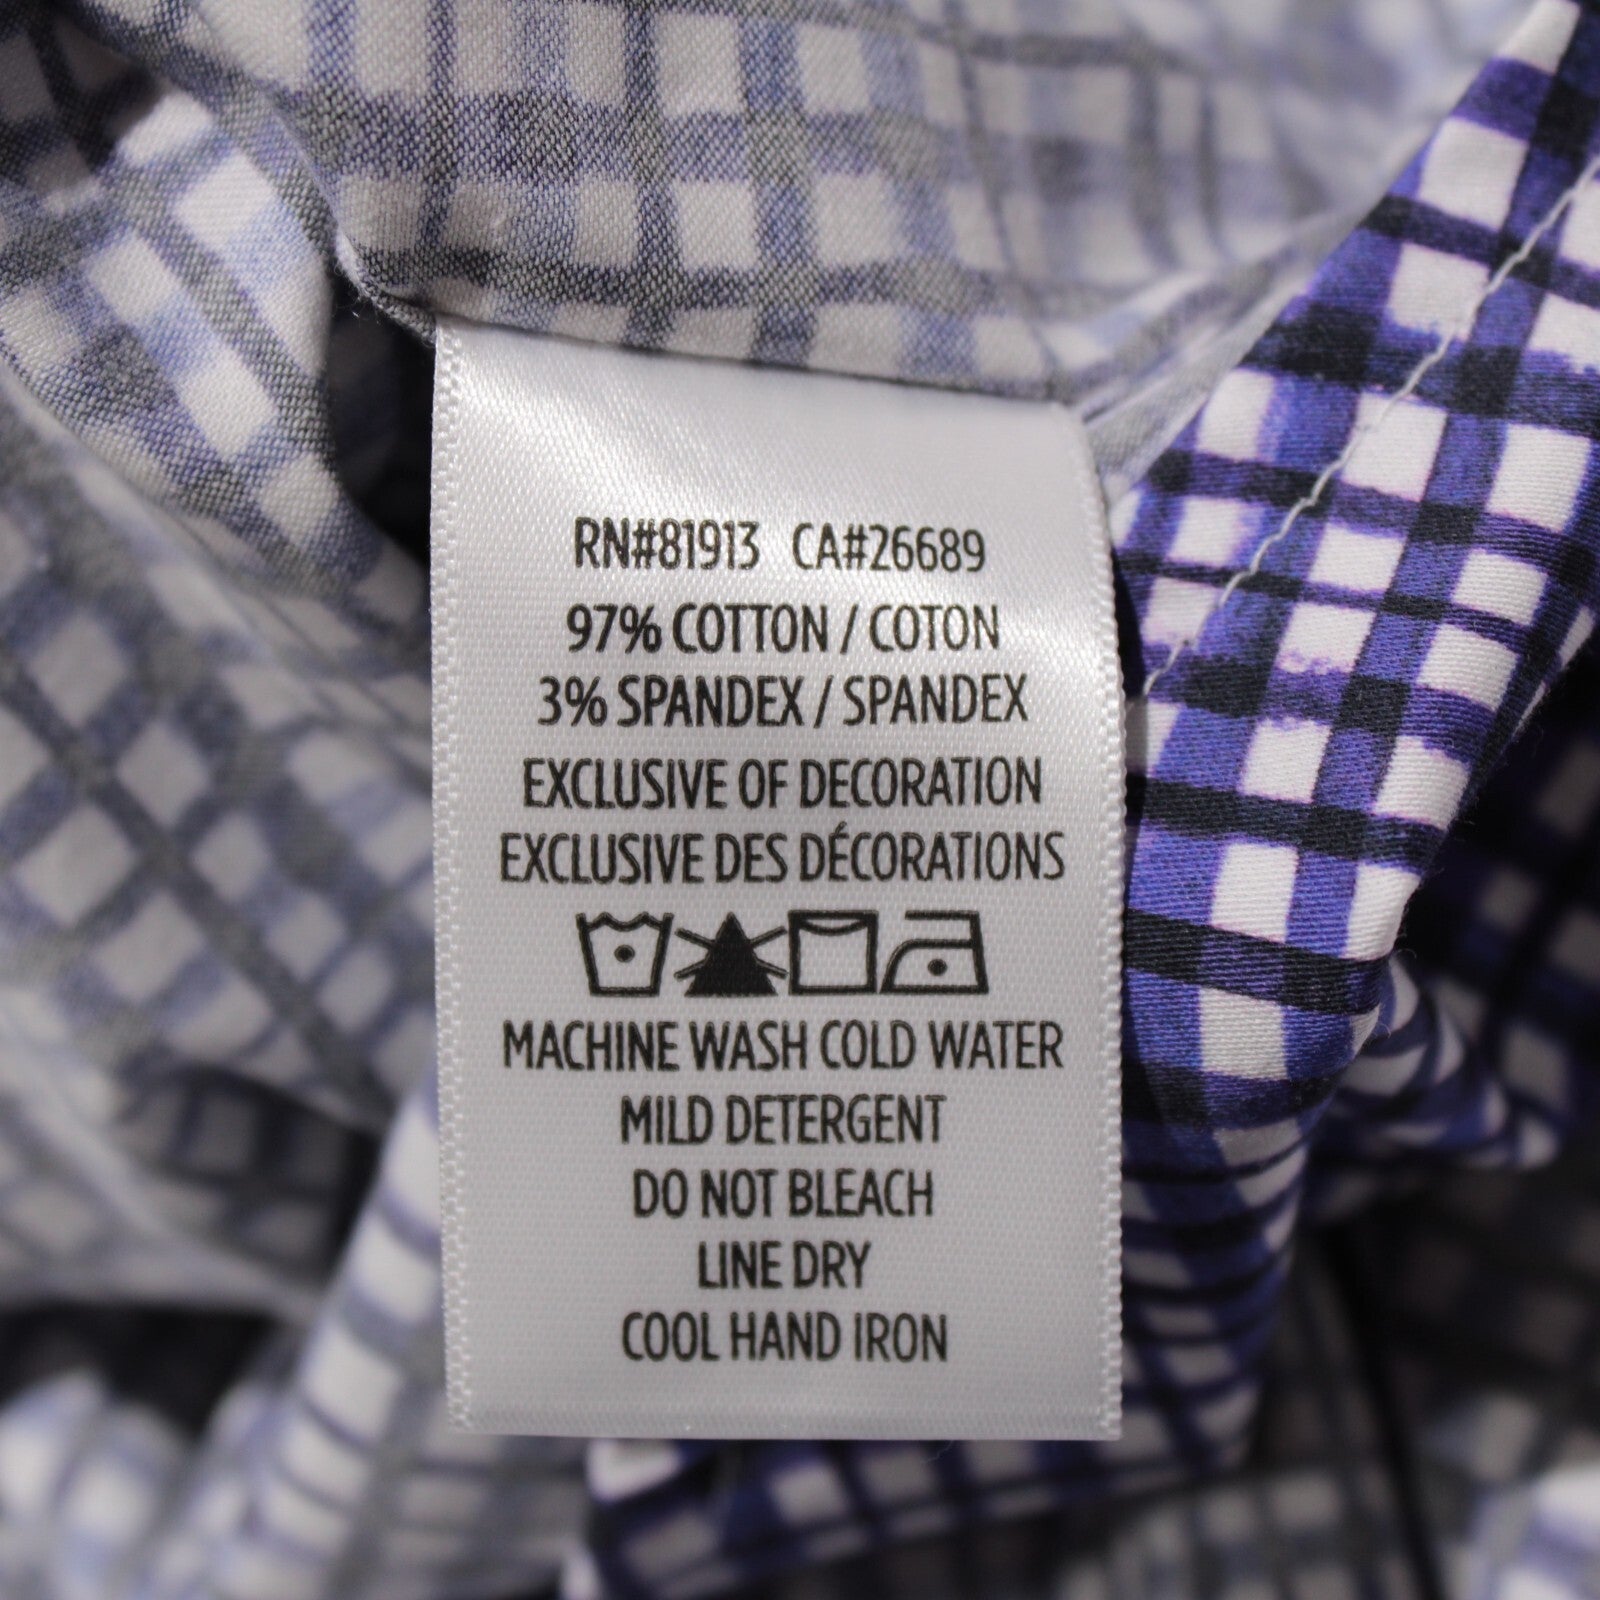 RN#81913 CA#26689
97% COTTON / COTON
3% SPANDEX / SPANDEX
EXCLUSIVE OF DECORATION
EXCLUSIVE DES DÉCORATIONS
MACHINE WASH COLD WATER
MILD DETERGENT
DO NOT BLEACH
LINE DRY
COOL HAND IRON